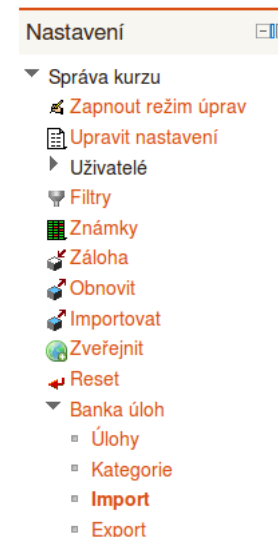 Nastavení
Správa kurzu
Zapnout režim úprav
Upravit nastavení
Uživatelé
Filtry
Známky
Záloha
Obnovit
Importovat
Zveřejnit
Reset
Banka úloh
Úlohy
Kategorie
Import
Export